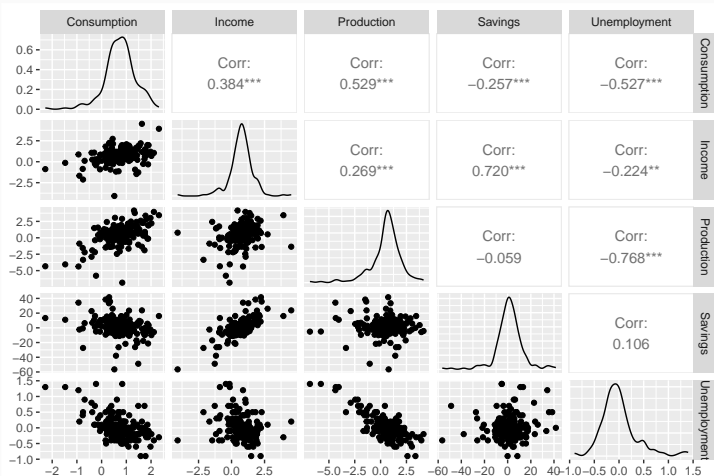 Consumption Income Production Savings Unemployment
Consumption
0.6
0.4
0.2
0.0
Corr:
0.384***
Corr:
0.529***
Corr:
−0.257***
Corr:
−0.527***
Income
2.5
0.0
−2.5
Corr:
0.269***
Corr:
0.720***
Corr:
−0.224**
Production
2.5
0.0
−2.5
−5.0
Corr:
−0.059
Corr:
−0.768***
Savings
40
20
0
−20
−40
−60
Corr:
0.106
Unemployment
1.5
1.0
0.5
0.0
−0.5
−1.0
−2 −1 0 1 2 −2.5 0.0 2.5 −5.0 −2.5 0.0 2.5 −60 −40 −20 0 20 40 −1.0 −0.5 0.0 0.5 1.0 1.5